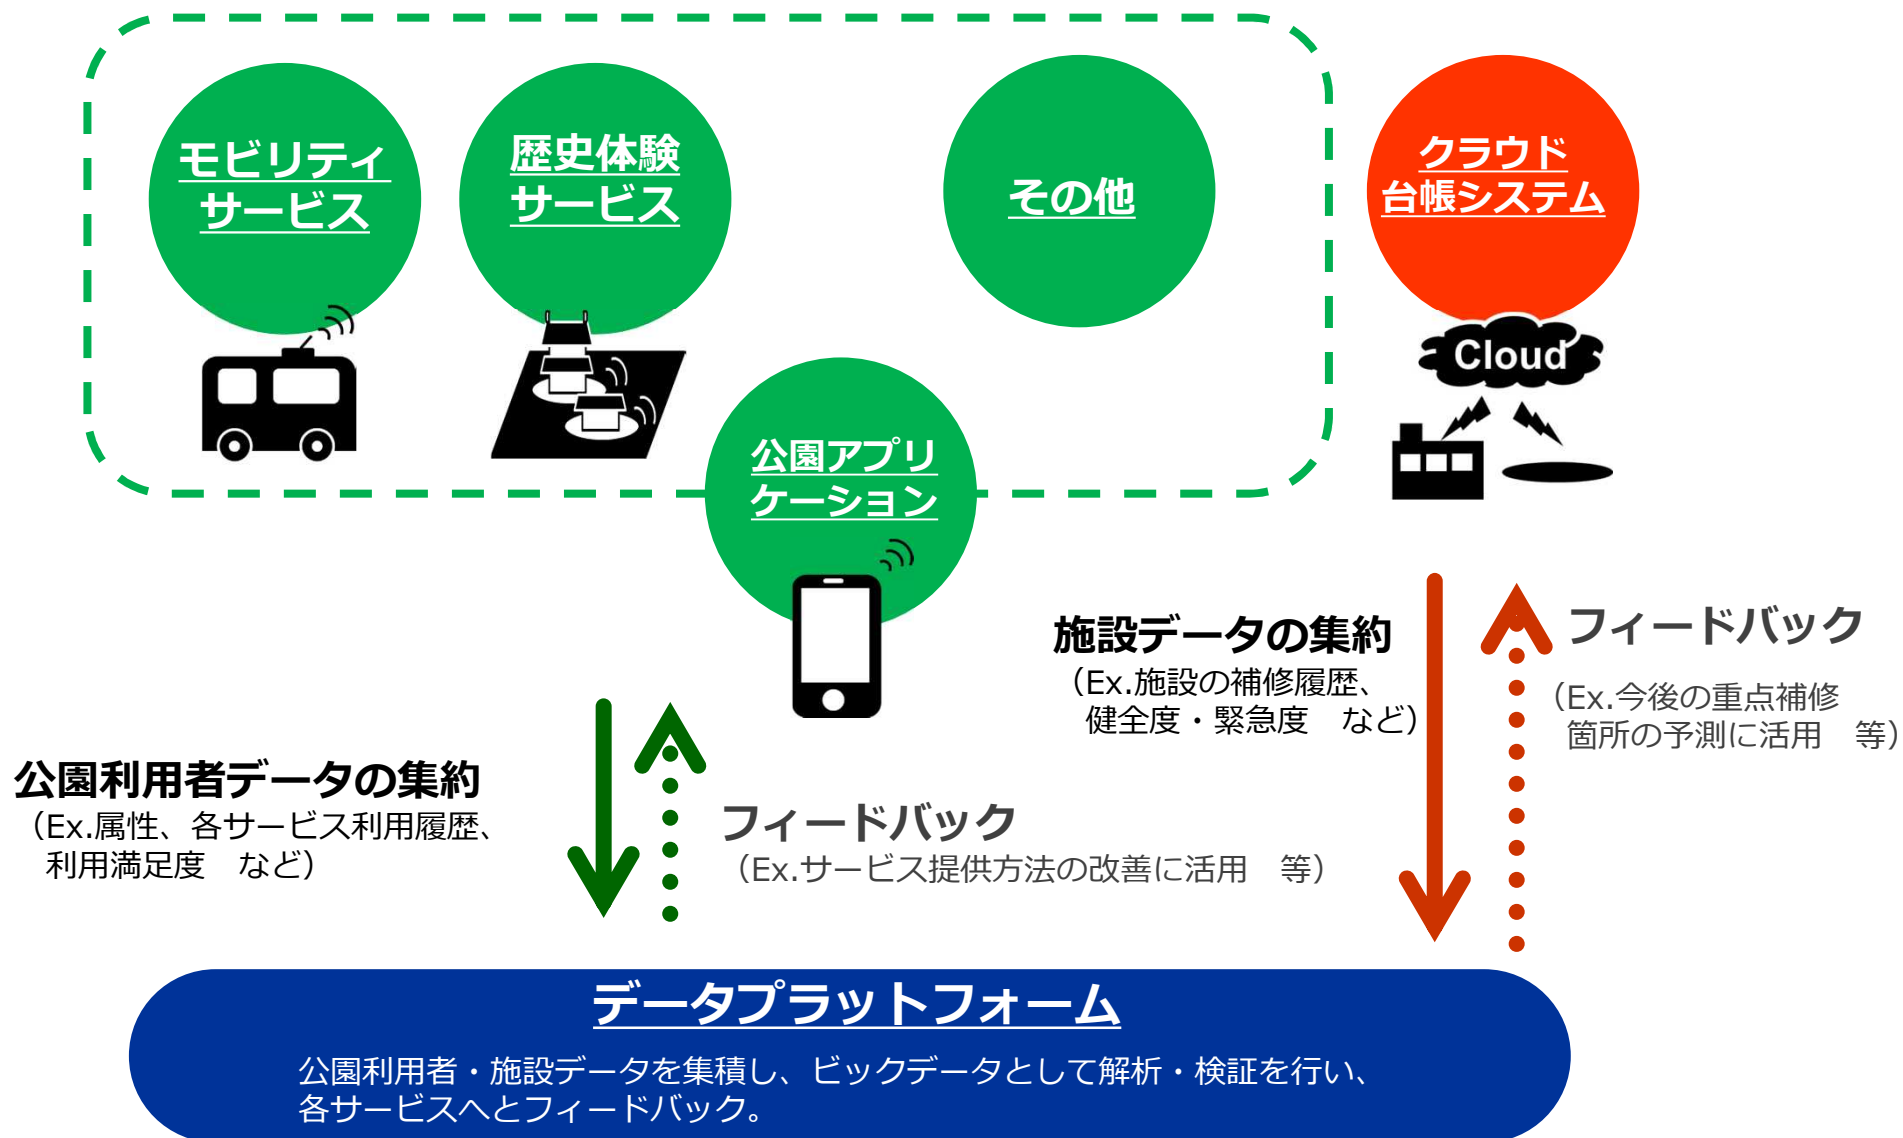 モビリティ
サービス
歴史体験
サービス
その他
クラウド
台帳システム
Cloud
公園アプリ
ケーション
施設データの集約
（Ex.施設の補修履歴、
健全度・緊急度　など）
フィードバック
（Ex.今後の重点補修
箇所の予測に活用　等）
公園利用者データの集約
（Ex.属性、各サービス利用履歴、
利用満足度　など）
フィードバック
（Ex.サービス提供方法の改善に活用　等）
データプラットフォーム
公園利用者・施設データを集積し、ビックデータとして解析・検証を行い、
各サービスへとフィードバック。